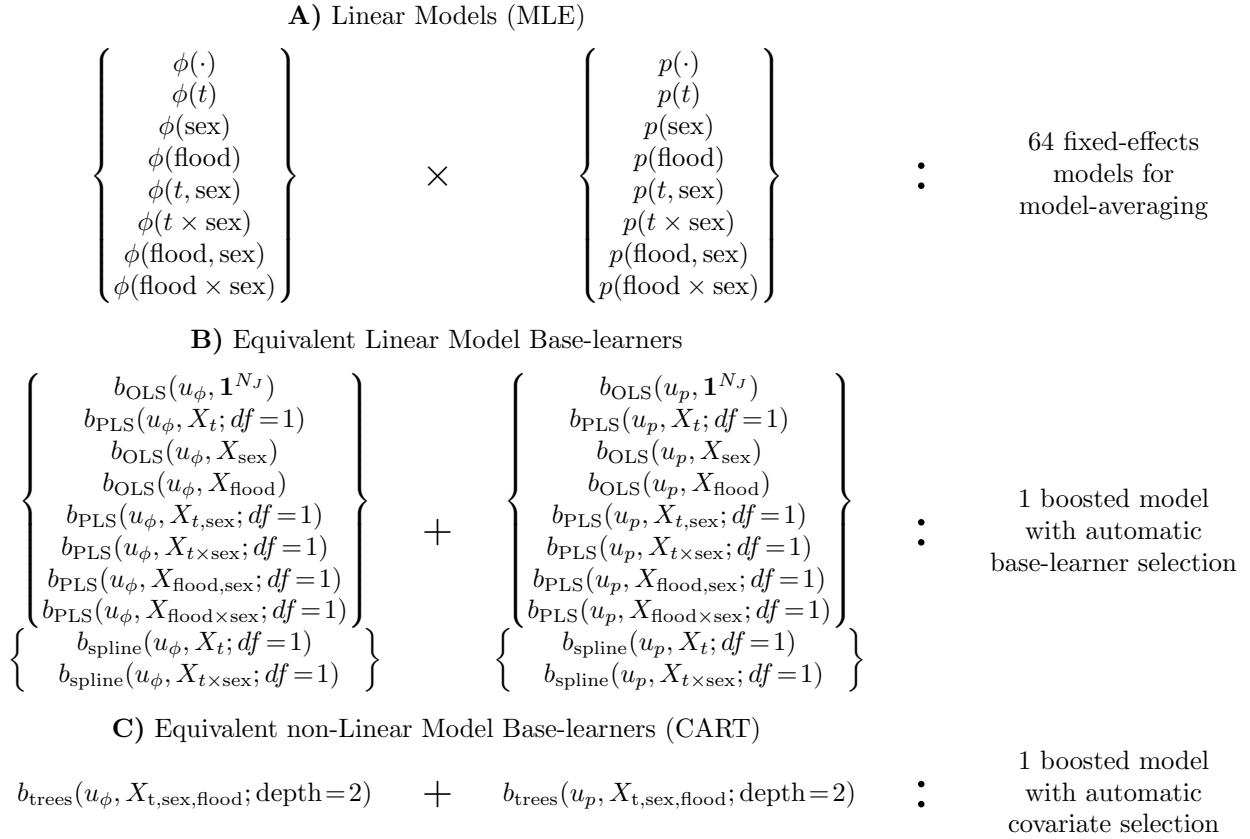 A) Linear Models (MLE)
ϕ(·) p(·)
ϕ(t) p(t)
ϕ(sex) p(sex)
ϕ(flood) p(flood)
ϕ(t, sex) × p(t, sex) :
ϕ(t × sex) p(t × sex)
ϕ(flood, sex) p(flood, sex)
ϕ(flood × sex) p(flood × sex)
64 fixed-effects
models for
model-averaging
B) Equivalent Linear Model Base-learners
b_OLS(u_ϕ, 1^{N_J}) b_OLS(u_p, 1^{N_J})
b_PLS(u_ϕ, X_t; df=1) b_PLS(u_p, X_t; df=1)
b_OLS(u_ϕ, X_sex) b_OLS(u_p, X_sex)
b_OLS(u_ϕ, X_flood) b_OLS(u_p, X_flood)
b_PLS(u_ϕ, X_{t,sex}; df=1) + b_PLS(u_p, X_{t,sex}; df=1) :
b_PLS(u_ϕ, X_{t×sex}; df=1) b_PLS(u_p, X_{t×sex}; df=1)
b_PLS(u_ϕ, X_{flood,sex}; df=1) b_PLS(u_p, X_{flood,sex}; df=1)
b_PLS(u_ϕ, X_{flood×sex}; df=1) b_PLS(u_p, X_{flood×sex}; df=1)
b_spline(u_ϕ, X_t; df=1) b_spline(u_p, X_t; df=1)
b_spline(u_ϕ, X_{t×sex}; df=1) b_spline(u_p, X_{t×sex}; df=1)
1 boosted model
with automatic
base-learner selection
C) Equivalent non-Linear Model Base-learners (CART)
b_trees(u_ϕ, X_{t,sex,flood}; depth=2) + b_trees(u_p, X_{t,sex,flood}; depth=2) :
1 boosted model
with automatic
covariate selection